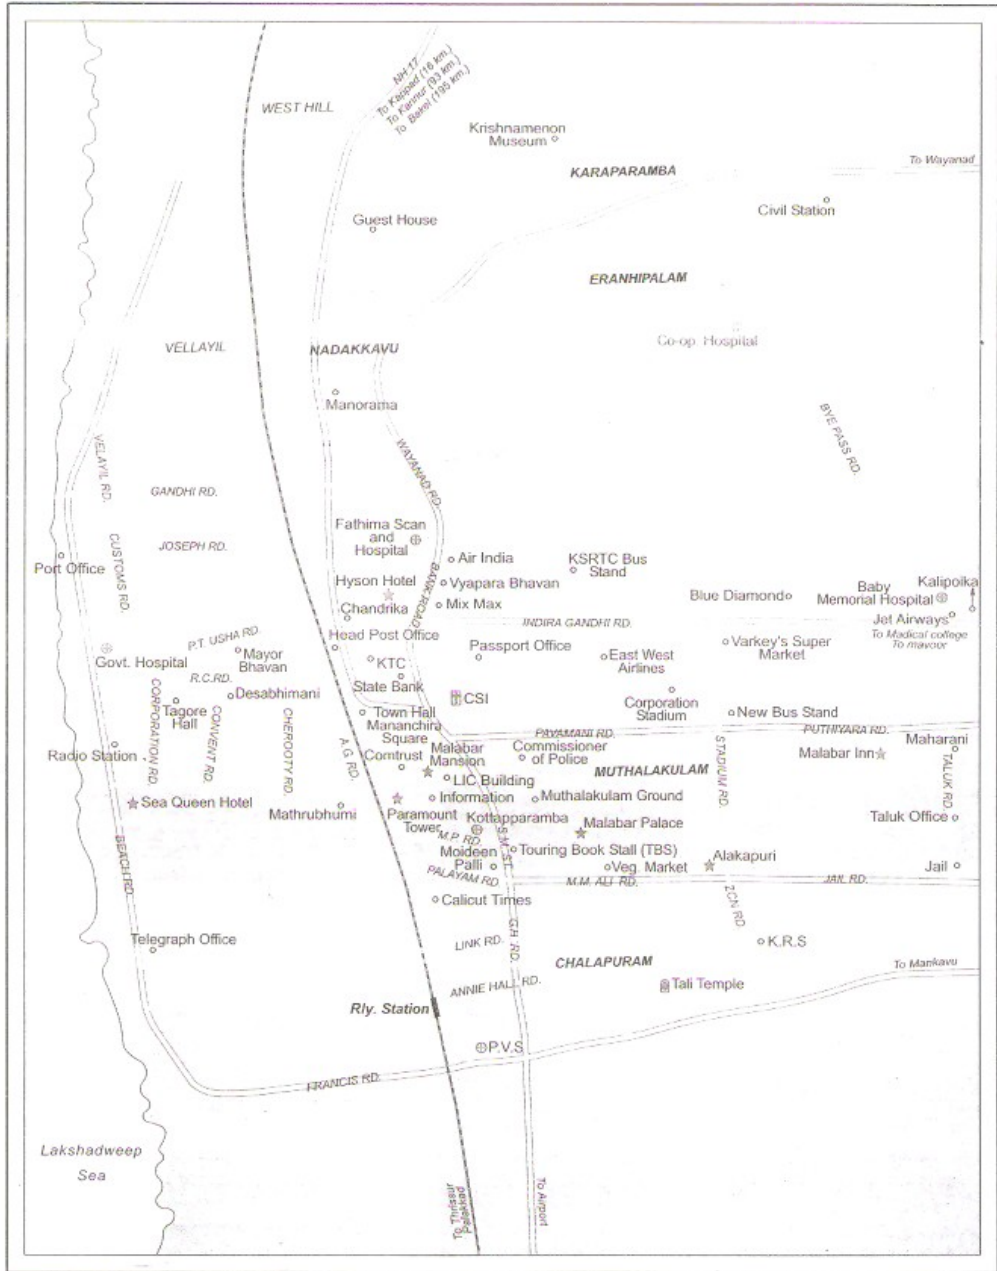 NH 17
To Kappad (16 km.)
To Kannur (93 km.)
To Bekel (195 km.)
WEST HILL
Krishnamenon
Museum
To Wayanad
KARAPARAMBA
Civil Station
Guest House
ERANHIPALAM
Co-op. Hospital
VELLAYIL
NADAKKAVU
Manorama
BYE PASS RD.
WAYANAD RD.
VELAYIL RD.
GANDHI RD.
JOSEPH RD.
CUSTOMS RD.
Port Office
Fathima Scan
and
Hospital
Air India
KSRTC Bus
Stand
Hyson Hotel
Vyapara Bhavan
BANK ROAD
Blue Diamond
Baby
Memorial Hospital
Kalipoika
Chandrika
Mix Max
INDIRA GANDHI RD.
Jet Airways
To Madical college
To mavoor
P.T. USHA RD.
Head Post Office
Govt. Hospital
Mayor
Bhavan
KTC
Passport Office
East West
Airlines
Varkey's Super
Market
R.C.RD.
State Bank
Desabhimani
CSI
Corporation
Stadium
New Bus Stand
CORPORATION RD.
Tagore
Hall
CONVENT RD.
CHEROOTY RD.
Town Hall
Mananchira
Square
PAVAMANI RD.
PUTHIYARA RD.
Radio Station
A.G. RD.
Comtrust
Malabar
Mansion
Commissioner
of Police
MUTHALAKULAM
STADIUM RD.
Malabar Inn
Maharani
TALUK RD.
LIC Building
Sea Queen Hotel
Mathrubhumi
Information
Muthalakulam Ground
Paramount
Tower
Kottapparamba
Malabar Palace
Taluk Office
M.P. RD.
S.M. ST.
BEACH RD.
Moideen
Palli
Touring Book Stall (TBS)
Veg. Market
Alakapuri
Jail
PALAYAM RD.
M.M. ALI RD.
JAIL RD.
Calicut Times
ZCN RD.
G.H. RD.
Telegraph Office
LINK RD.
K.R.S
CHALAPURAM
To Mankavu
ANNIE HALL RD.
Tali Temple
Rly. Station
P.V.S
FRANCIS RD.
Lakshadweep
Sea
To Thrissur
Palakkad
To Airport